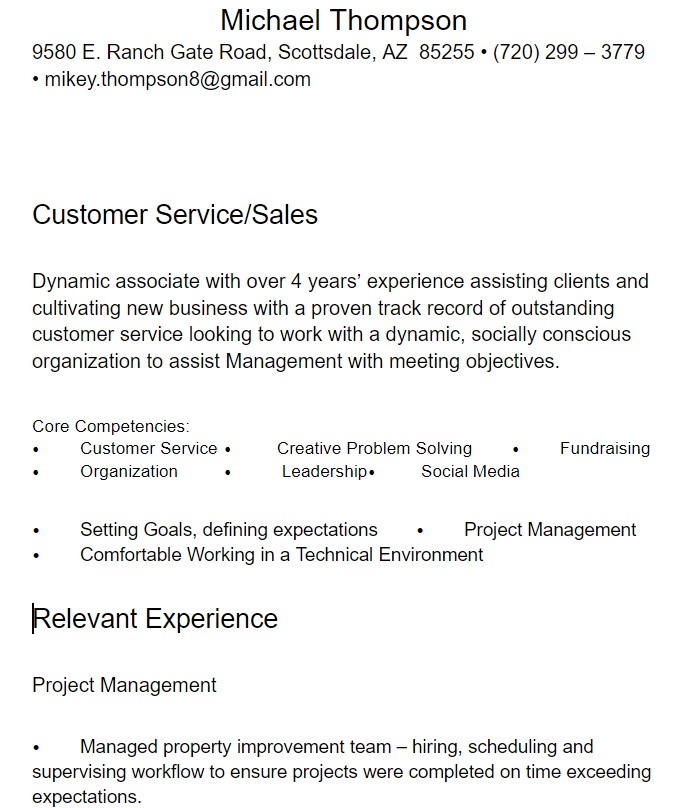 Michael Thompson
9580 E. Ranch Gate Road, Scottsdale, AZ  85255 • (720) 299 – 3779
• mikey.thompson8@gmail.com
Customer Service/Sales
Dynamic associate with over 4 years’ experience assisting clients and
cultivating new business with a proven track record of outstanding
customer service looking to work with a dynamic, socially conscious
organization to assist Management with meeting objectives.
Core Competencies:
• Customer Service • Creative Problem Solving • Fundraising
• Organization • Leadership• Social Media
• Setting Goals, defining expectations • Project Management
• Comfortable Working in a Technical Environment
Relevant Experience
Project Management
• Managed property improvement team – hiring, scheduling and
supervising workflow to ensure projects were completed on time exceeding
expectations.